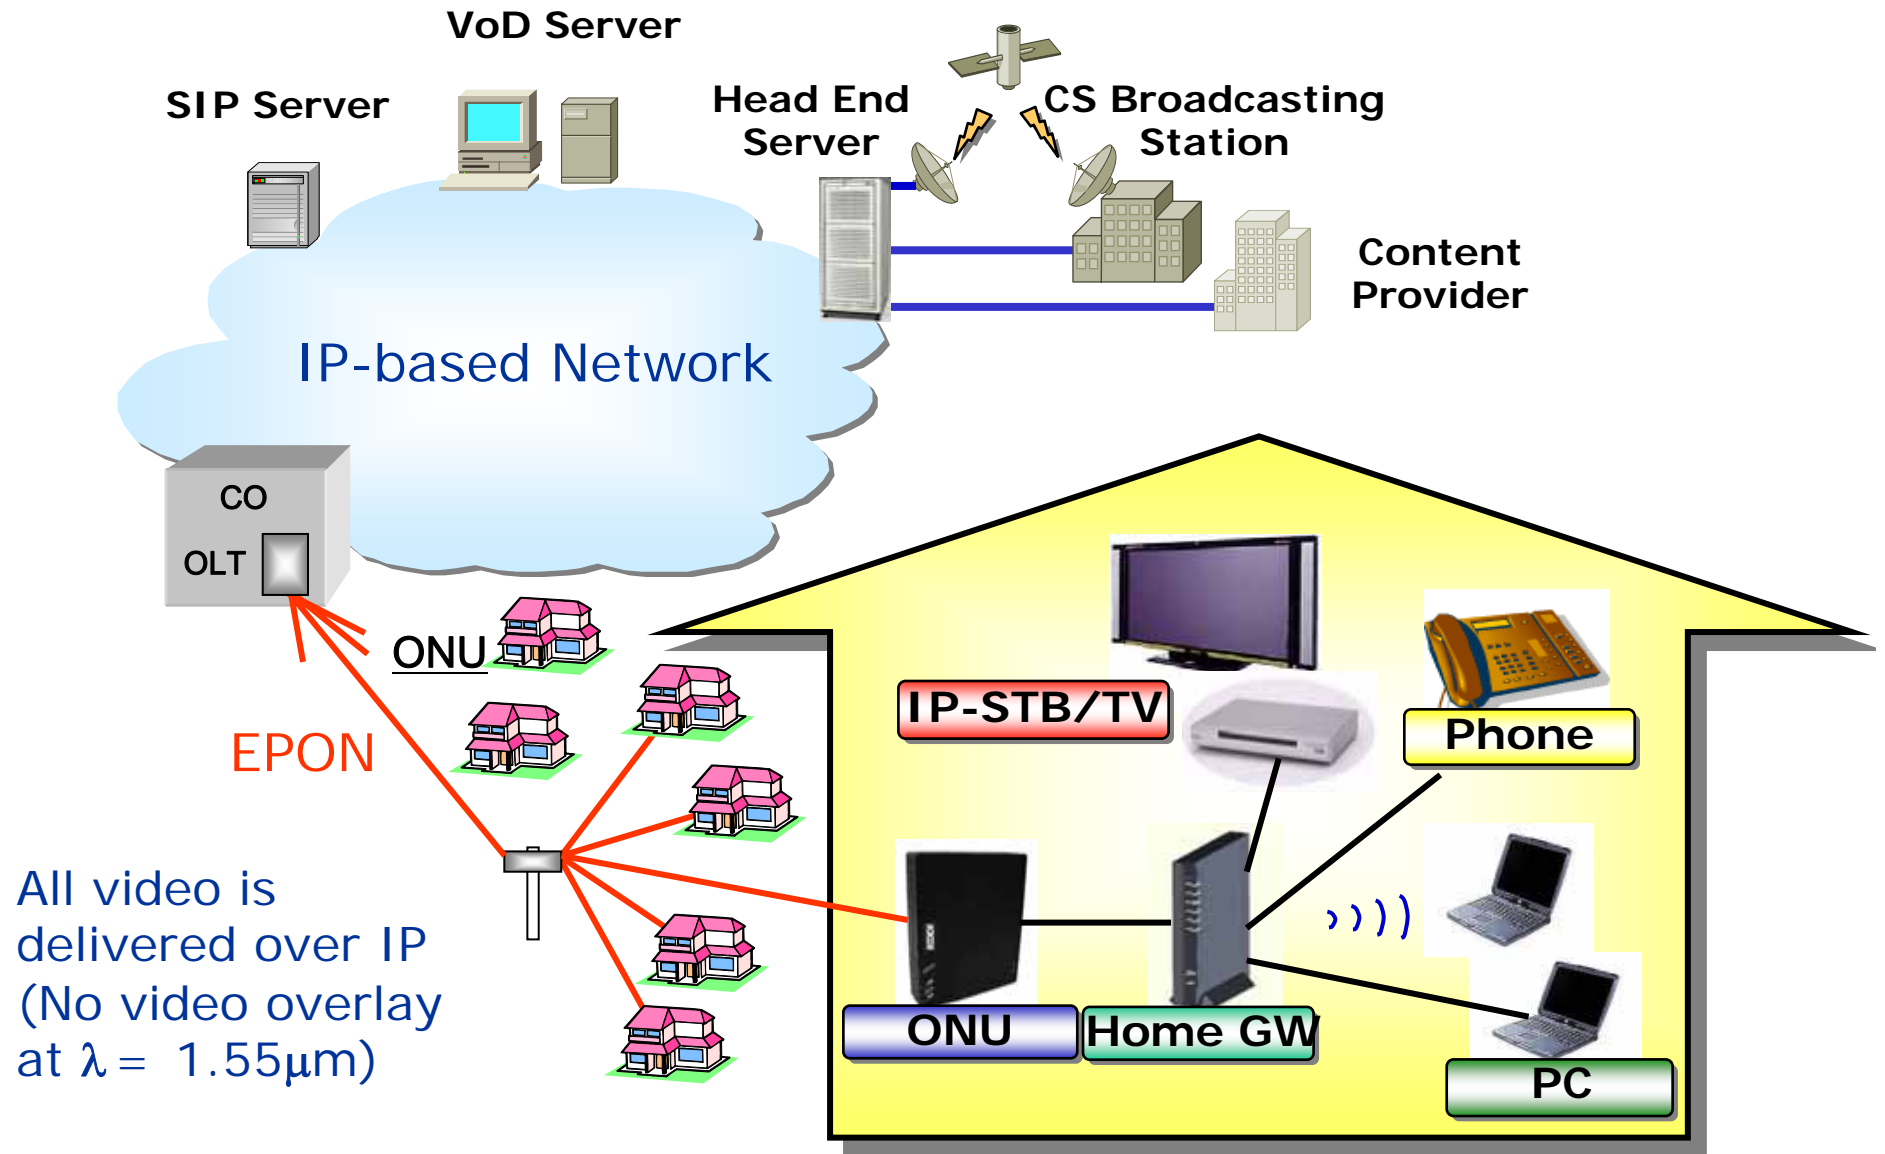 VoD Server
SIP Server
Head End
Server
CS Broadcasting
Station
Content
Provider
IP-based Network
CO
OLT
ONU
EPON
IP-STB/TV
Phone
All video is
delivered over IP
(No video overlay
at λ = 1.55μm)
ONU
Home GW
PC